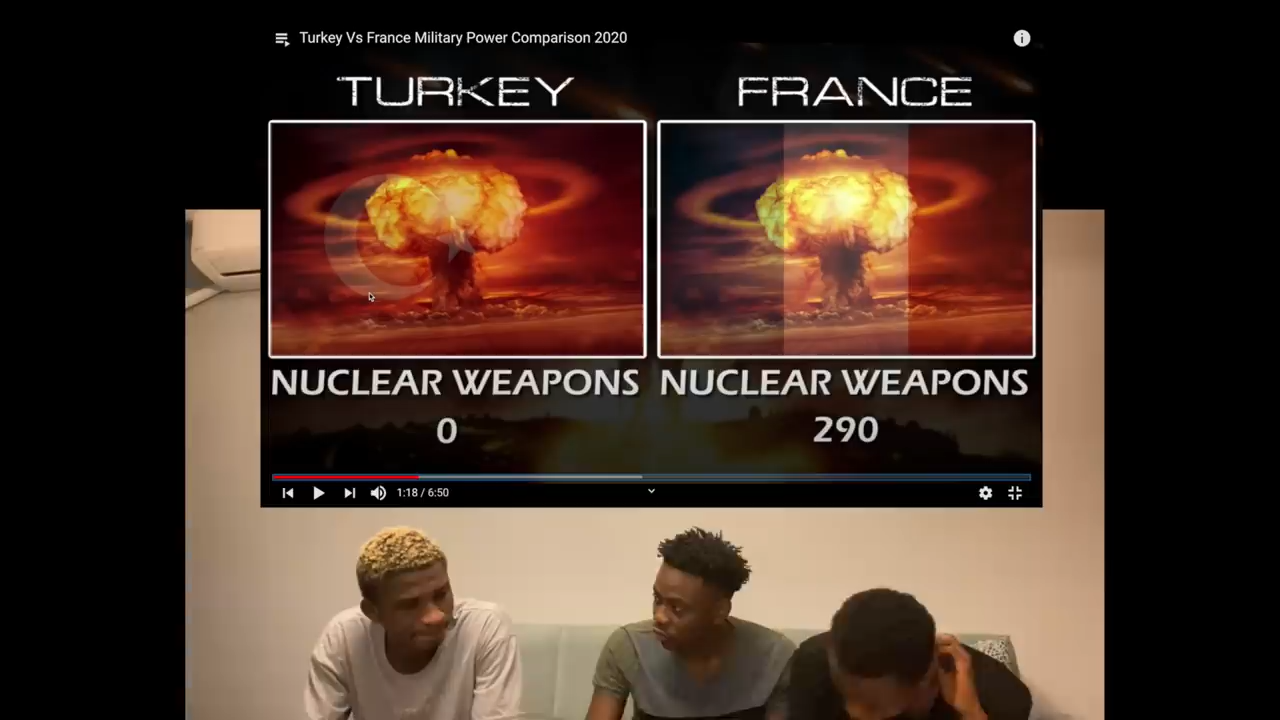 Turkey Vs France Military Power Comparison 2020
TURKEY
FRANCE
NUCLEAR WEAPONS
NUCLEAR WEAPONS
0
290
1:18 / 6:50